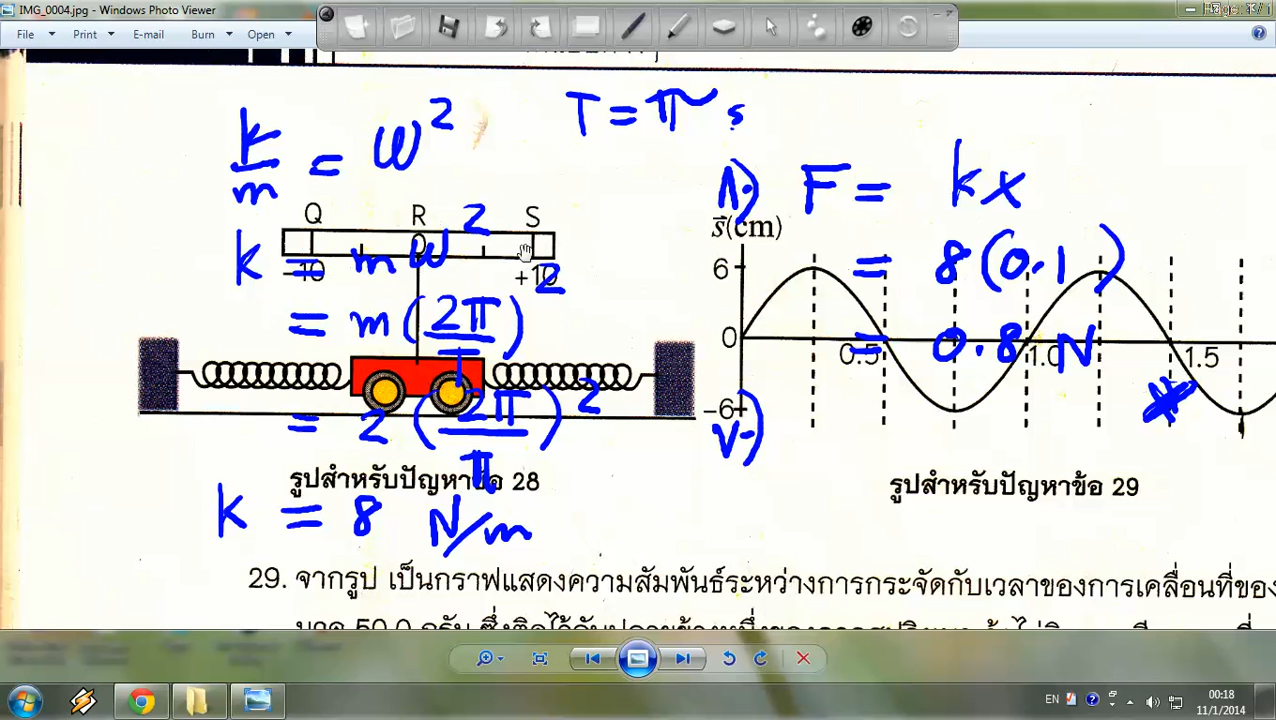 IMG_0004.jpg - Windows Photo Viewer
File Print E-mail Burn Open
k/m = ω²
T = π s
ก.) F = kx
Q R S
s(cm)
k = mω²
-10 0 +10
= 8(0.1)
6
= m(2π/T)²
= 0.8 N
0 0.5 1.0 1.5
= 2(2π/π)²
-6
ข.)
รูปสำหรับปัญหาข้อ 28
รูปสำหรับปัญหาข้อ 29
k = 8 N/m
29. จากรูป เป็นกราฟแสดงความสัมพันธ์ระหว่างการกระจัดกับเวลาของการเคลื่อนที่ของ
EN
00:18
11/1/2014